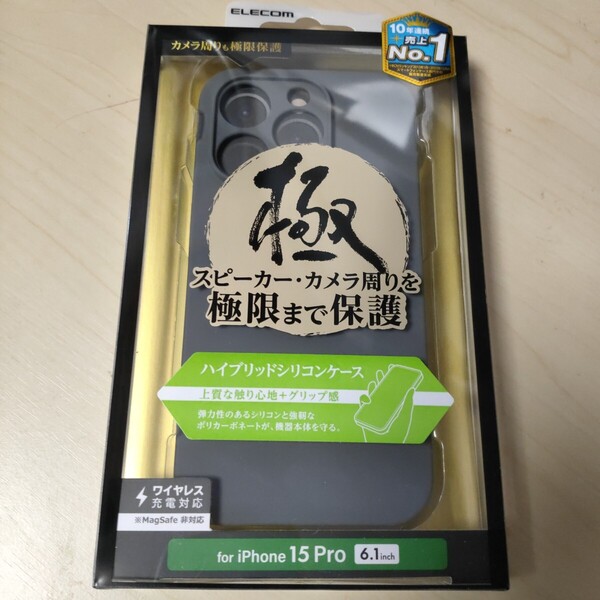 ELECOM
カメラ周りも極限保護
10年連続
売上
No.1
極
スピーカー・カメラ周りを
極限まで保護
ハイブリッドシリコンケース
上質な触り心地+グリップ感
弾力性のあるシリコンと強靭な
ポリカーボネートが、機器本体を守る。
ワイヤレス
充電対応
※MagSafe 非対応
for iPhone 15 Pro 6.1inch